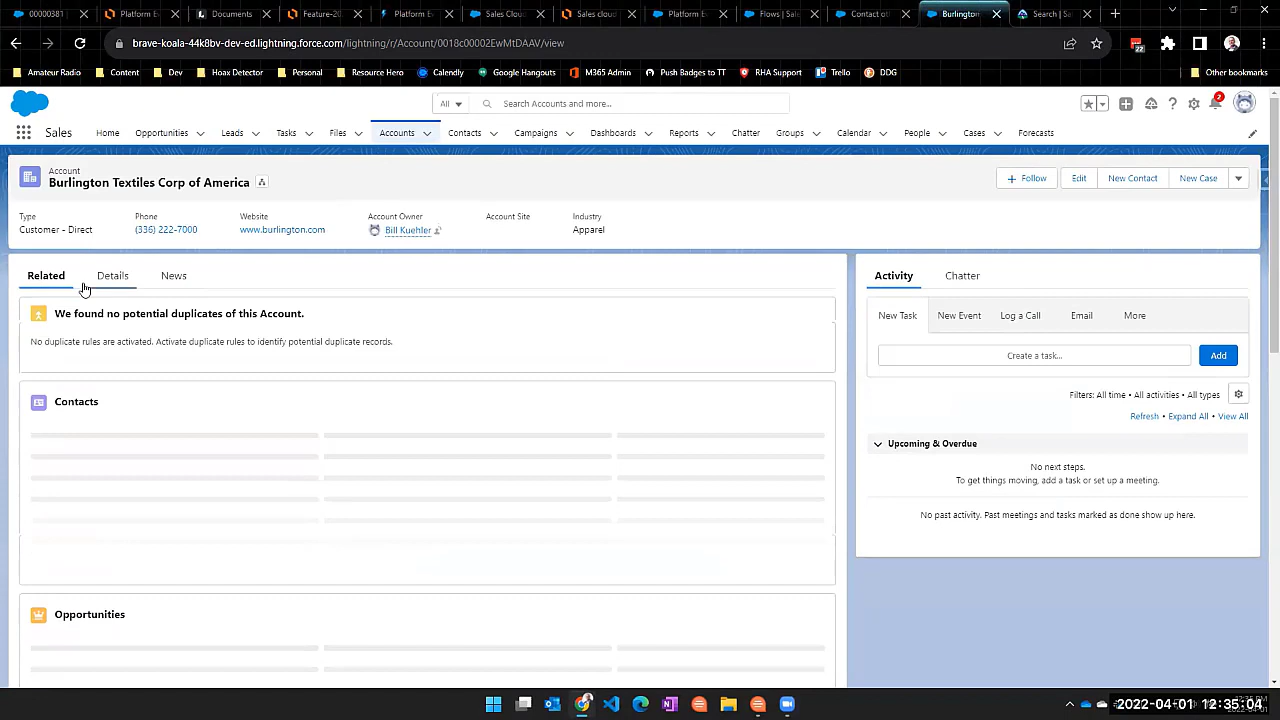 00000381
Platform E
Documents
Feature-20
Platform Ev
Sales Cloud
Sales cloud
Platform E
Flows | Sale
Contact oth
Burlington
Search | Sa
brave-koala-44k8bv-dev-ed.lightning.force.com/lightning/r/Account/0018c00002EwMtDAAV/view
22
Amateur Radio
Content
Dev
Hoax Detector
Personal
Resource Hero
Calendly
Google Hangouts
M365 Admin
Push Badges to TT
RHA Support
Trello
DDG
Other bookmarks
All
Search Accounts and more...
2
Sales
Home
Opportunities
Leads
Tasks
Files
Accounts
Contacts
Campaigns
Dashboards
Reports
Chatter
Groups
Calendar
People
Cases
Forecasts
Account
Burlington Textiles Corp of America
Follow
Edit
New Contact
New Case
Type
Customer - Direct
Phone
(336) 222-7000
Website
www.burlington.com
Account Owner
Bill Kuehler
Account Site
Industry
Apparel
Related
Details
News
We found no potential duplicates of this Account.
No duplicate rules are activated. Activate duplicate rules to identify potential duplicate records.
Contacts
Opportunities
Activity
Chatter
New Task
New Event
Log a Call
Email
More
Create a task...
Add
Filters: All time • All activities • All types
Refresh • Expand All • View All
Upcoming & Overdue
No next steps.
To get things moving, add a task or set up a meeting.
No past activity. Past meetings and tasks marked as done show up here.
2022-04-01 12:35:04